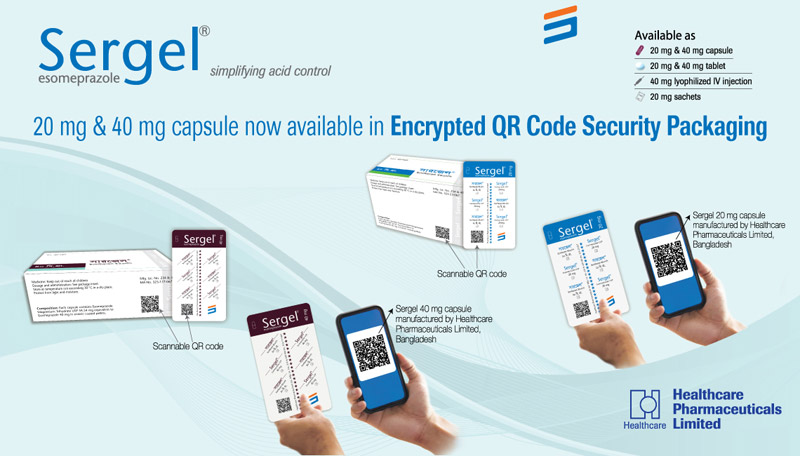 Sergel®
esomeprazole
simplifying acid control
Available as
20 mg & 40 mg capsule
20 mg & 40 mg tablet
40 mg lyophilized IV injection
20 mg sachets
20 mg & 40 mg capsule now available in Encrypted QR Code Security Packaging
Sergel
Scannable QR code
Sergel
Sergel 20 mg capsule
manufactured by Healthcare
Pharmaceuticals Limited,
Bangladesh
Sergel
Scannable QR code
Sergel
Sergel 40 mg capsule
manufactured by Healthcare
Pharmaceuticals Limited,
Bangladesh
Healthcare
Healthcare
Pharmaceuticals
Limited